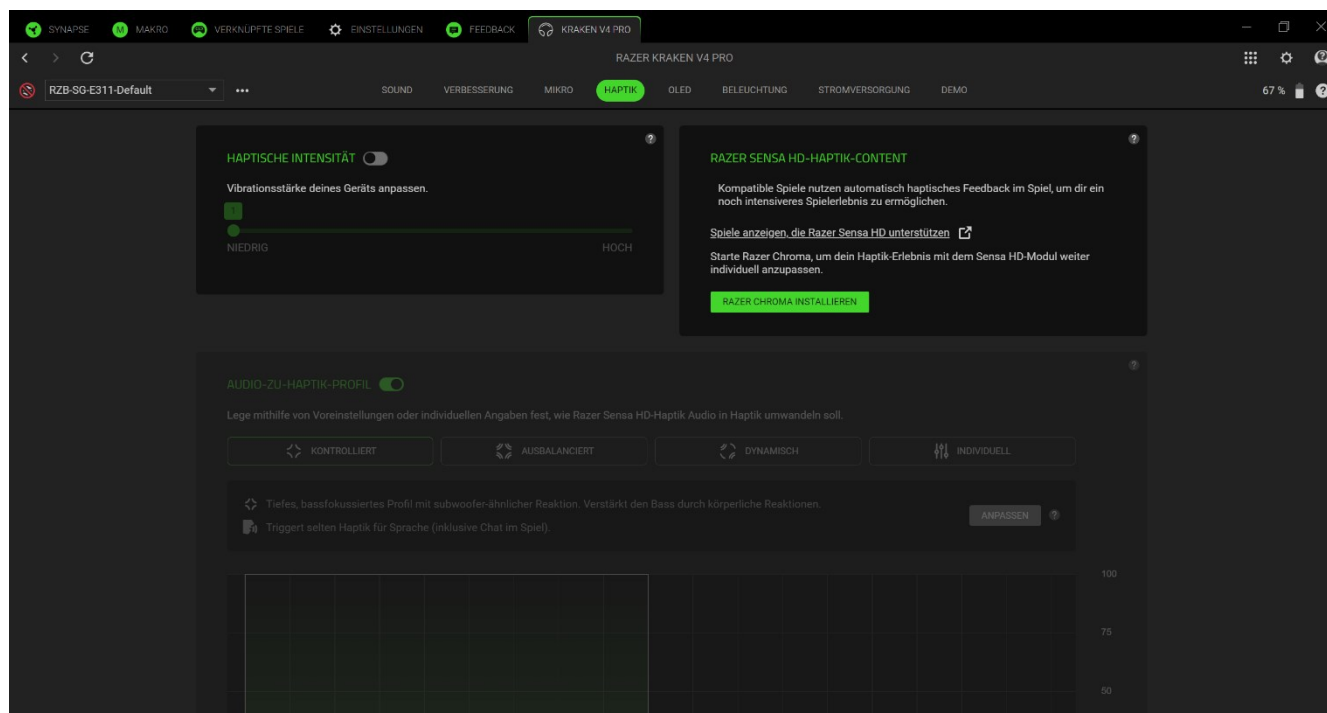 SYNAPSE MAKRO VERKNÜPFTE SPIELE EINSTELLUNGEN FEEDBACK KRAKEN V4 PRO
RAZER KRAKEN V4 PRO
RZB-SG-E311-Default SOUND VERBESSERUNG MIKRO HAPTIK OLED BELEUCHTUNG STROMVERSORGUNG DEMO 67 %
HAPTISCHE INTENSITÄT
Vibrationsstärke deines Geräts anpassen.
1
NIEDRIG HOCH
RAZER SENSA HD-HAPTIK-CONTENT
Kompatible Spiele nutzen automatisch haptisches Feedback im Spiel, um dir ein
noch intensiveres Spielerlebnis zu ermöglichen.
Spiele anzeigen, die Razer Sensa HD unterstützen
Starte Razer Chroma, um dein Haptik-Erlebnis mit dem Sensa HD-Modul weiter
individuell anzupassen.
RAZER CHROMA INSTALLIEREN
AUDIO-ZU-HAPTIK-PROFIL
Lege mithilfe von Voreinstellungen oder individuellen Angaben fest, wie Razer Sensa HD-Haptik Audio in Haptik umwandeln soll.
KONTROLLIERT AUSBALANCIERT DYNAMISCH INDIVIDUELL
Tiefes, bassfokussiertes Profil mit subwoofer-ähnlicher Reaktion. Verstärkt den Bass durch körperliche Reaktionen.
Triggert selten Haptik für Sprache (inklusive Chat im Spiel).
ANPASSEN
100
75
50